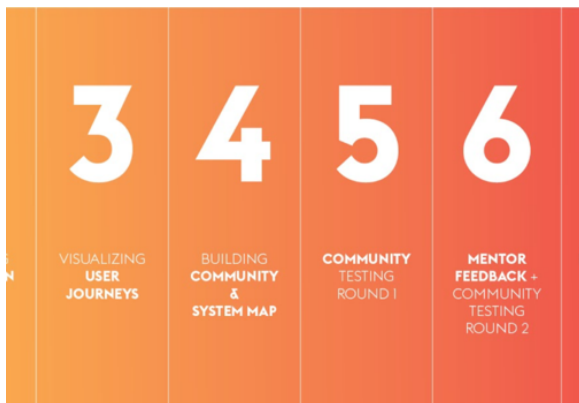 3
VISUALIZING
USER
JOURNEYS
4
BUILDING
COMMUNITY
&
SYSTEM MAP
5
COMMUNITY
TESTING
ROUND 1
6
MENTOR
FEEDBACK +
COMMUNITY
TESTING
ROUND 2